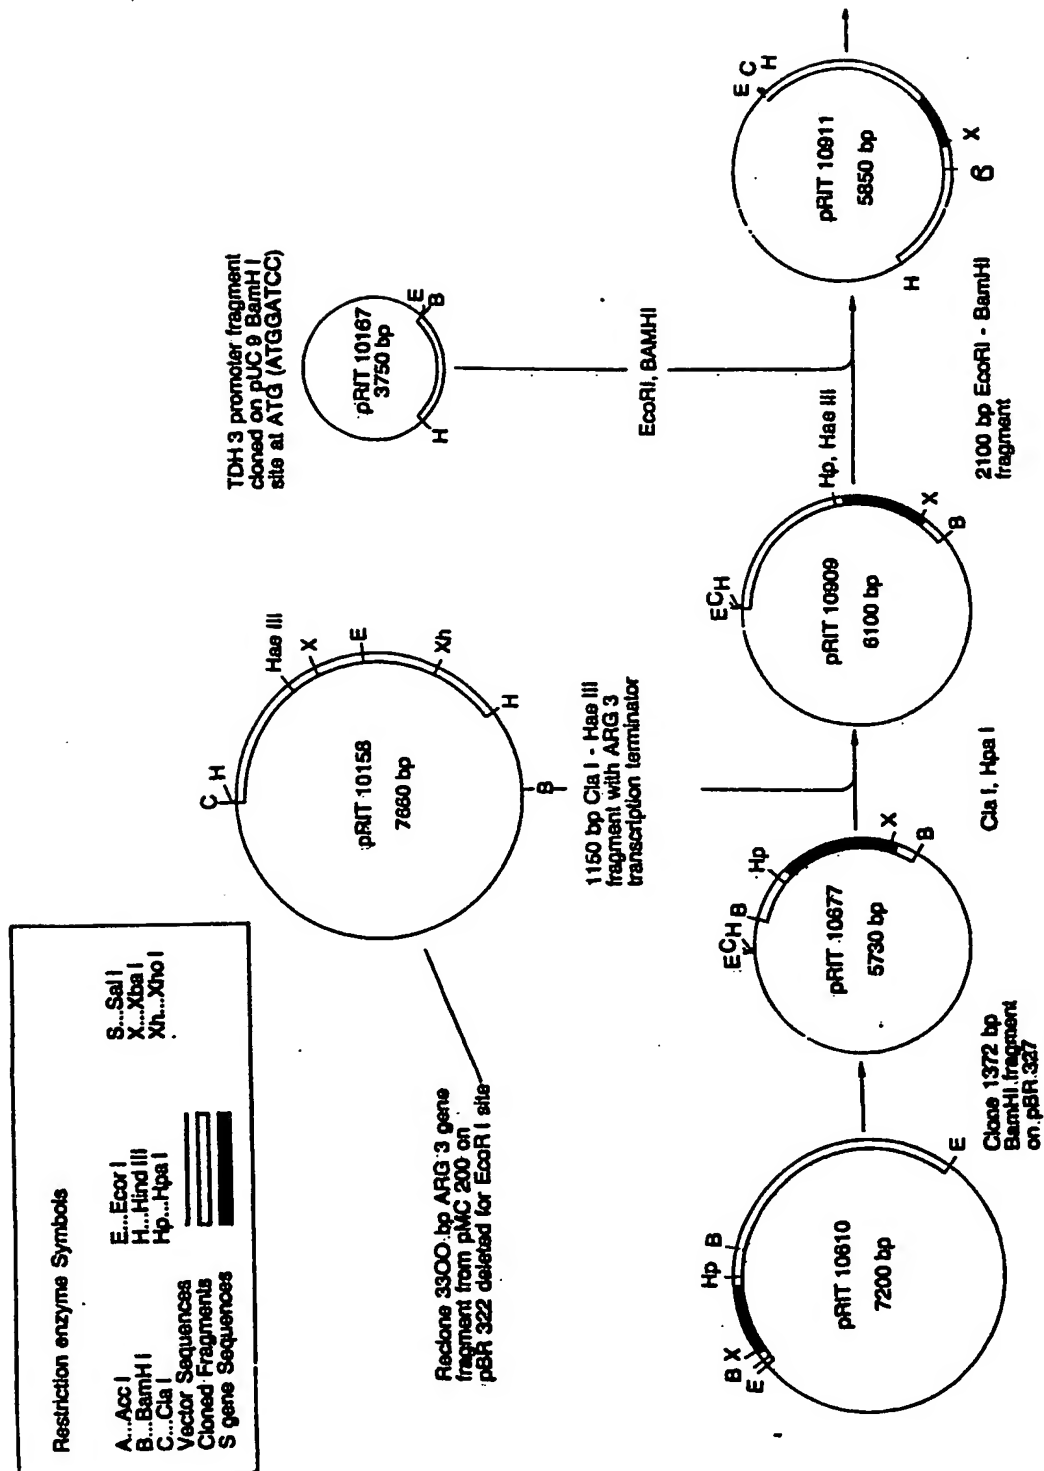 Restriction enzyme Symbols
A...Acc I
B...BamH I
C...Cla I
E...Ecor I
H...Hind III
Hp...Hpa I
S...Sal I
X...Xba I
Xh...Xho I
Vector Sequences
Cloned Fragments
S gene Sequences
C
H
Hae III
X
E
Xh
H
B
pRIT 10158
7660 bp
TDH 3 promoter fragment
cloned on pUC 9 BamH I
site at ATG (ATGGATCC)
pRIT 10167
3750 bp
H
E
B
Reclone 3300 bp ARG 3 gene
fragment from pMC 200 on
pBR 322 deleted for EcoR I site
1150 bp Cla I - Hae III
fragment with ARG 3
transcription terminator
EcoRI, BAMHI
E
B X
Hp
B
E
pRIT 10610
7200 bp
Clone 1372 bp
BamHI fragment
on pBR 327
E
C
H
B
Hp
X
B
pRIT 10677
5730 bp
Cla I, Hpa I
E
C
H
Hp, Hae III
X
B
pRIT 10909
6100 bp
2100 bp EcoRI - BamHI
fragment
E
C
H
X
β
H
pRIT 10911
5850 bp